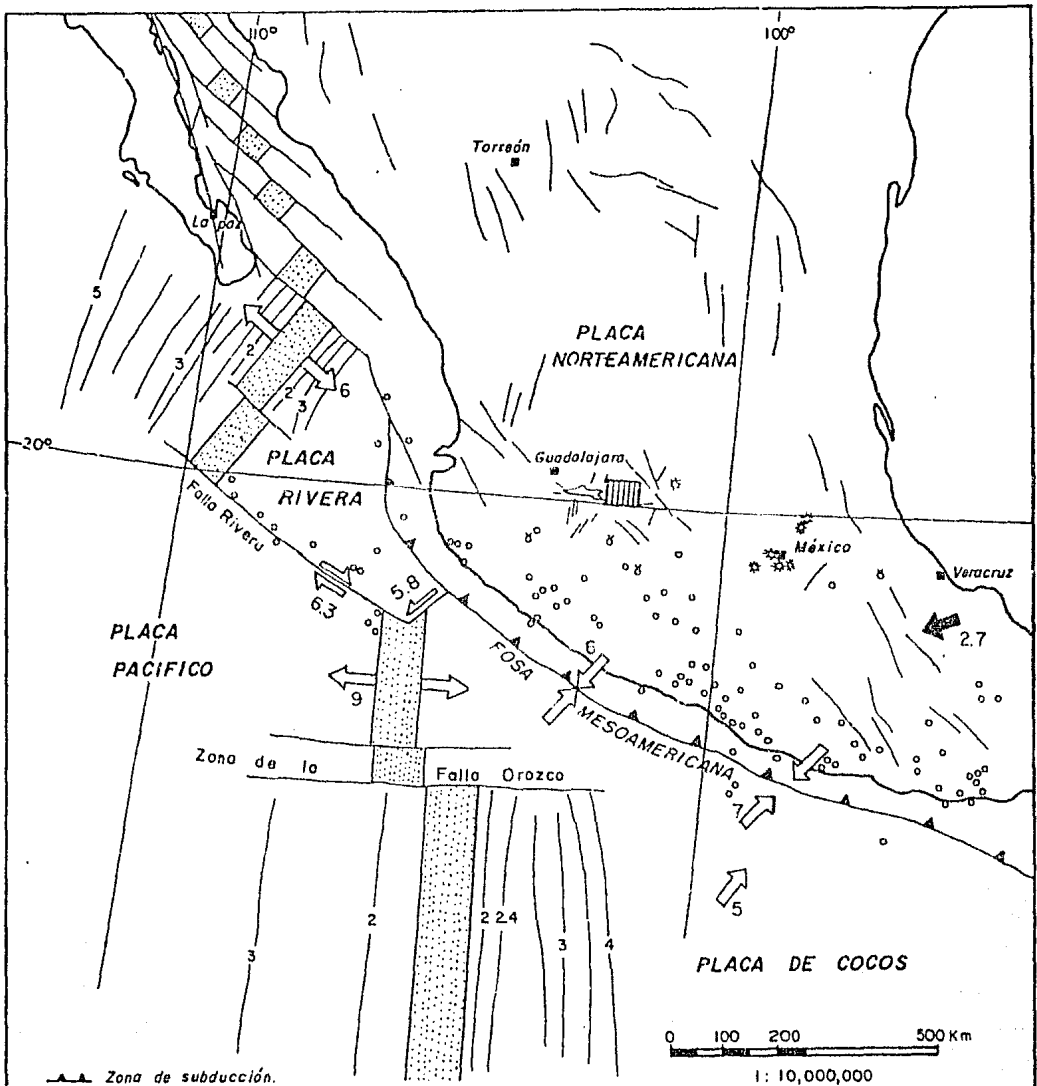 110°
100°
Torreón
La paz
5
3
2
2
3
6
PLACA
NORTEAMERICANA
20°
PLACA
RIVERA
Guadalajara
México
Veracruz
Falla Rivera
6.3
5.8
2.7
PLACA
PACIFICO
9
FOSA
MESOAMERICANA
6
7
5
Zona de la Falla Orozco
3
2
2
2.4
3
4
PLACA DE COCOS
0 100 200 500 Km
1: 10,000,000
Zona de subducción.